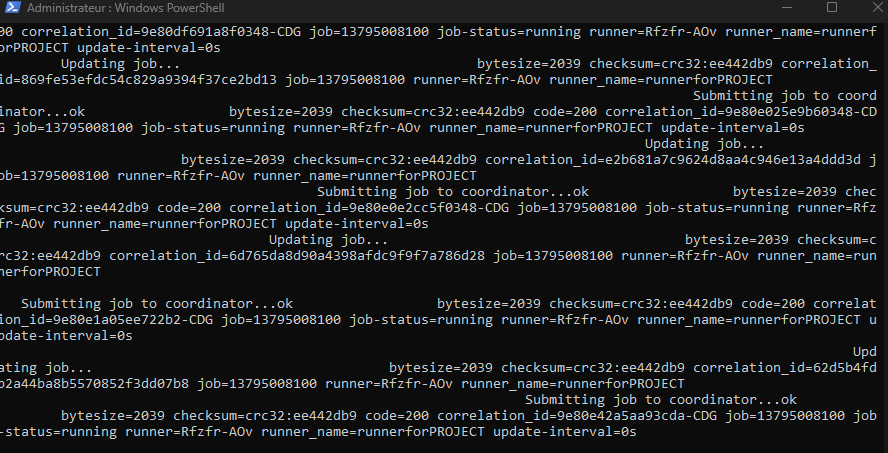 Administrateur : Windows PowerShell
00 correlation_id=9e80df691a8f0348-CDG job=13795008100 job-status=running runner=Rfzfr-AOv runner_name=runnerf
orPROJECT update-interval=0s
Updating job... bytesize=2039 checksum=crc32:ee442db9 correlation_
id=869fe53efdc54c829a9394f37ce2bd13 job=13795008100 runner=Rfzfr-AOv runner_name=runnerforPROJECT
Submitting job to coord
inator...ok bytesize=2039 checksum=crc32:ee442db9 code=200 correlation_id=9e80e025e9b60348-CD
G job=13795008100 job-status=running runner=Rfzfr-AOv runner_name=runnerforPROJECT update-interval=0s
Updating job...
bytesize=2039 checksum=crc32:ee442db9 correlation_id=e2b681a7c9624d8aa4c946e13a4ddd3d j
ob=13795008100 runner=Rfzfr-AOv runner_name=runnerforPROJECT
Submitting job to coordinator...ok bytesize=2039 chec
ksum=crc32:ee442db9 code=200 correlation_id=9e80e0e2cc5f0348-CDG job=13795008100 job-status=running runner=Rfz
fr-AOv runner_name=runnerforPROJECT update-interval=0s
Updating job... bytesize=2039 checksum=c
rc32:ee442db9 correlation_id=6d765da8d90a4398afdc9f9f7a786d28 job=13795008100 runner=Rfzfr-AOv runner_name=run
nerforPROJECT
Submitting job to coordinator...ok bytesize=2039 checksum=crc32:ee442db9 code=200 correlat
ion_id=9e80e1a05ee722b2-CDG job=13795008100 job-status=running runner=Rfzfr-AOv runner_name=runnerforPROJECT u
pdate-interval=0s
Upd
ating job... bytesize=2039 checksum=crc32:ee442db9 correlation_id=62d5b4fd
b2a44ba8b5570852f3dd07b8 job=13795008100 runner=Rfzfr-AOv runner_name=runnerforPROJECT
Submitting job to coordinator...ok
bytesize=2039 checksum=crc32:ee442db9 code=200 correlation_id=9e80e42a5aa93cda-CDG job=13795008100 job
-status=running runner=Rfzfr-AOv runner_name=runnerforPROJECT update-interval=0s